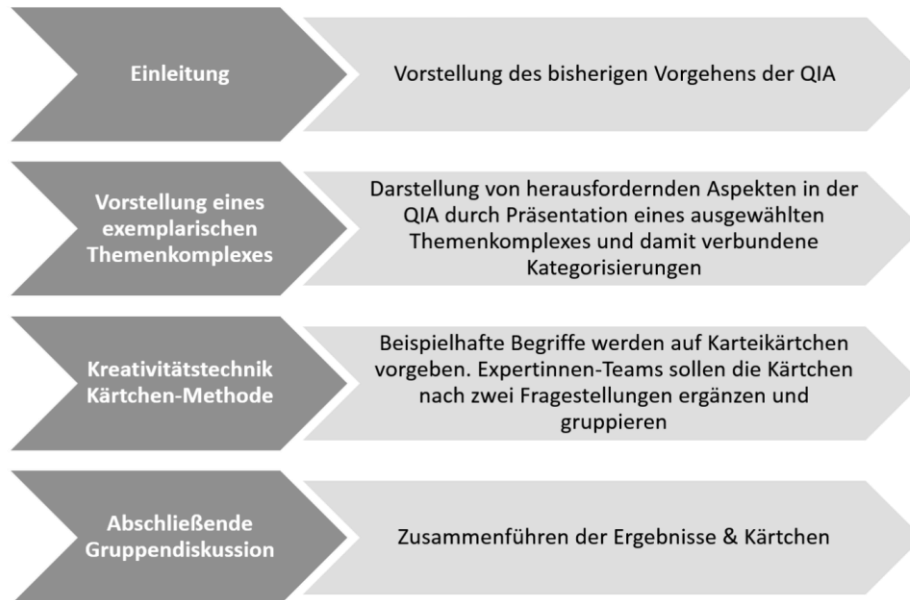 Einleitung
Vorstellung des bisherigen Vorgehens der QIA
Vorstellung eines
exemplarischen
Themenkomplexes
Darstellung von herausfordernden Aspekten in der
QIA durch Präsentation eines ausgewählten
Themenkomplexes und damit verbundene
Kategorisierungen
Kreativitätstechnik
Kärtchen-Methode
Beispielhafte Begriffe werden auf Karteikärtchen
vorgeben. Expertinnen-Teams sollen die Kärtchen
nach zwei Fragestellungen ergänzen und
gruppieren
Abschließende
Gruppendiskussion
Zusammenführen der Ergebnisse & Kärtchen